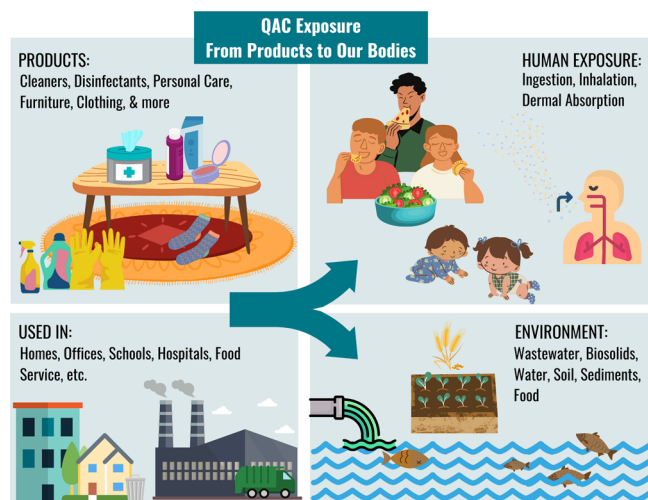 QAC Exposure
From Products to Our Bodies
PRODUCTS:
Cleaners, Disinfectants, Personal Care,
Furniture, Clothing, & more
HUMAN EXPOSURE:
Ingestion, Inhalation,
Dermal Absorption
USED IN:
Homes, Offices, Schools, Hospitals, Food
Service, etc.
ENVIRONMENT:
Wastewater, Biosolids,
Water, Soil, Sediments,
Food